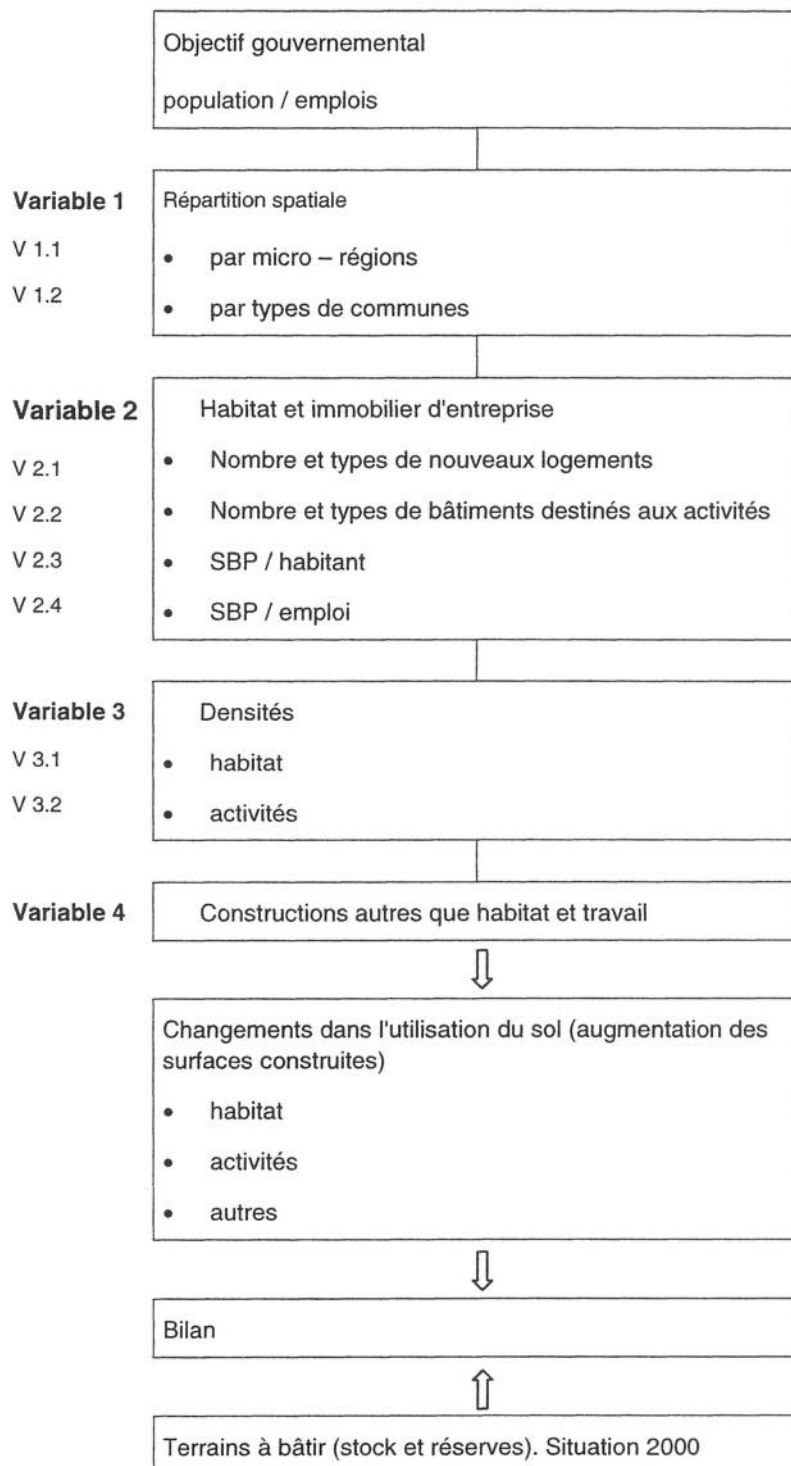 Objectif gouvernemental
population / emplois
Variable 1
Répartition spatiale
V 1.1
• par micro – régions
V 1.2
• par types de communes
Variable 2
Habitat et immobilier d'entreprise
V 2.1
• Nombre et types de nouveaux logements
V 2.2
• Nombre et types de bâtiments destinés aux activités
V 2.3
• SBP / habitant
V 2.4
• SBP / emploi
Variable 3
Densités
V 3.1
• habitat
V 3.2
• activités
Variable 4
Constructions autres que habitat et travail
Changements dans l'utilisation du sol (augmentation des
surfaces construites)
• habitat
• activités
• autres
Bilan
Terrains à bâtir (stock et réserves). Situation 2000